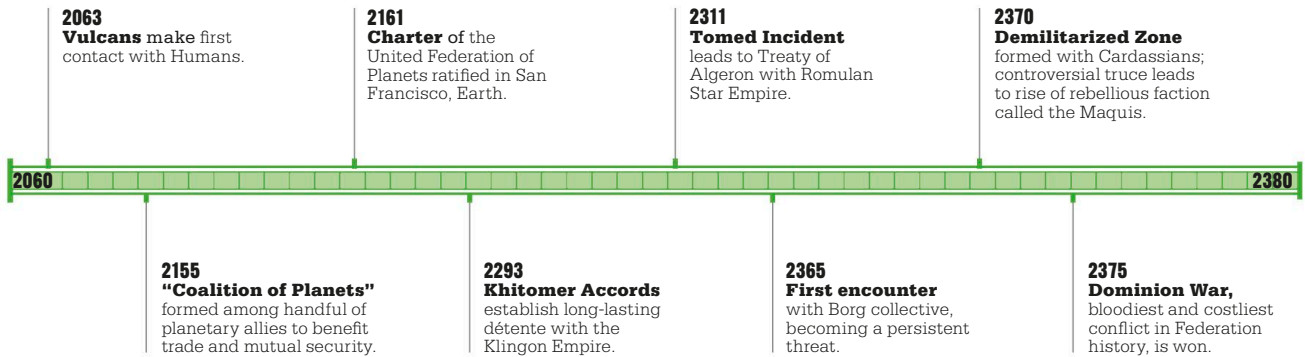 2063
Vulcans make first
contact with Humans.
2161
Charter of the
United Federation of
Planets ratified in San
Francisco, Earth.
2311
Tomed Incident
leads to Treaty of
Algeron with Romulan
Star Empire.
2370
Demilitarized Zone
formed with Cardassians;
controversial truce leads
to rise of rebellious faction
called the Maquis.
2060
2380
2155
“Coalition of Planets”
formed among handful of
planetary allies to benefit
trade and mutual security.
2293
Khitomer Accords
establish long-lasting
détente with the
Klingon Empire.
2365
First encounter
with Borg collective,
becoming a persistent
threat.
2375
Dominion War,
bloodiest and costliest
conflict in Federation
history, is won.